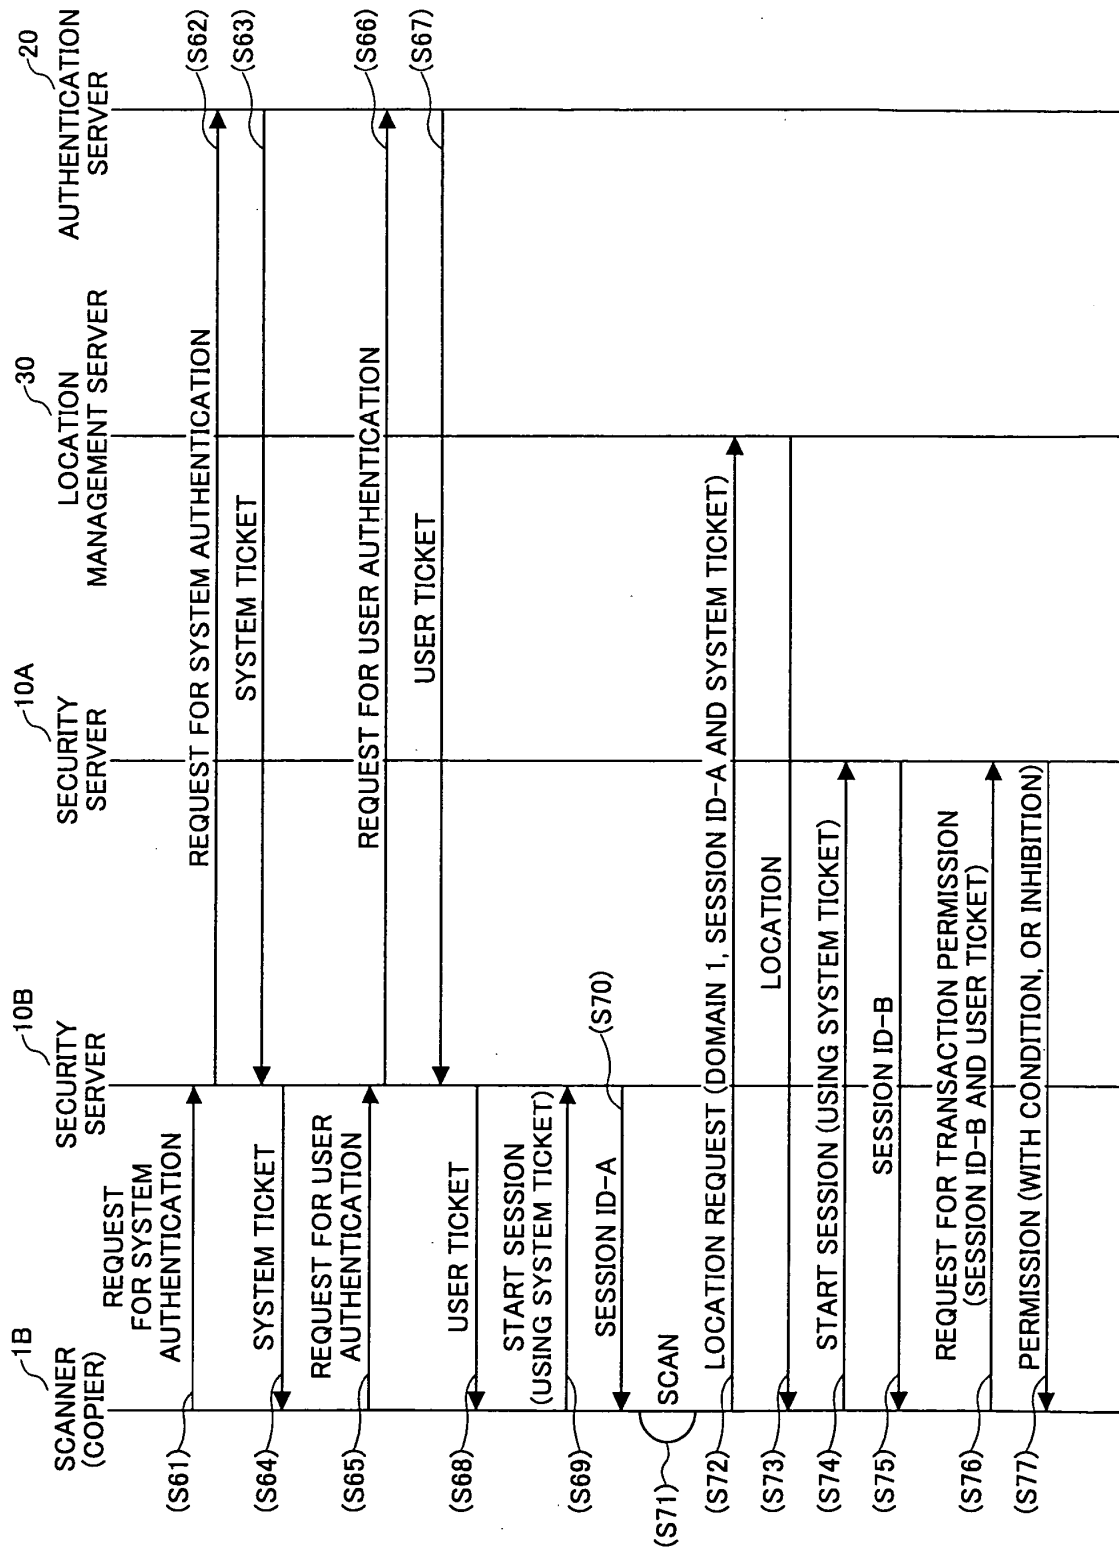 1B
SCANNER
(COPIER)
10B
SECURITY
SERVER
10A
SECURITY
SERVER
30
LOCATION
MANAGEMENT SERVER
20
AUTHENTICATION
SERVER
(S61)
REQUEST
FOR SYSTEM
AUTHENTICATION
REQUEST FOR SYSTEM AUTHENTICATION
(S62)
SYSTEM TICKET
(S63)
(S64)
SYSTEM TICKET
(S65)
REQUEST FOR USER
AUTHENTICATION
REQUEST FOR USER AUTHENTICATION
(S66)
USER TICKET
(S67)
(S68)
USER TICKET
(S69)
START SESSION
(USING SYSTEM TICKET)
SESSION ID-A
(S70)
(S71)
SCAN
(S72)
LOCATION REQUEST (DOMAIN 1, SESSION ID-A AND SYSTEM TICKET)
(S73)
LOCATION
(S74)
START SESSION (USING SYSTEM TICKET)
(S75)
SESSION ID-B
(S76)
REQUEST FOR TRANSACTION PERMISSION
(SESSION ID-B AND USER TICKET)
(S77)
PERMISSION (WITH CONDITION, OR INHIBITION)